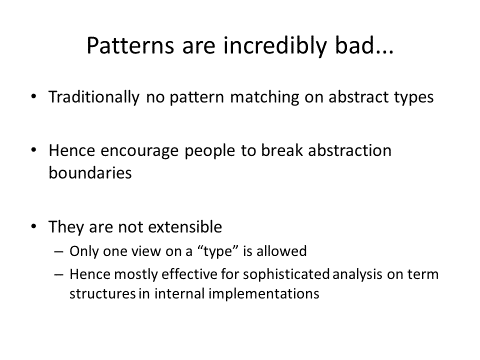 Patterns are incredibly bad...
• Traditionally no pattern matching on abstract types
• Hence encourage people to break abstraction
boundaries
• They are not extensible
– Only one view on a “type” is allowed
– Hence mostly effective for sophisticated analysis on term
structures in internal implementations